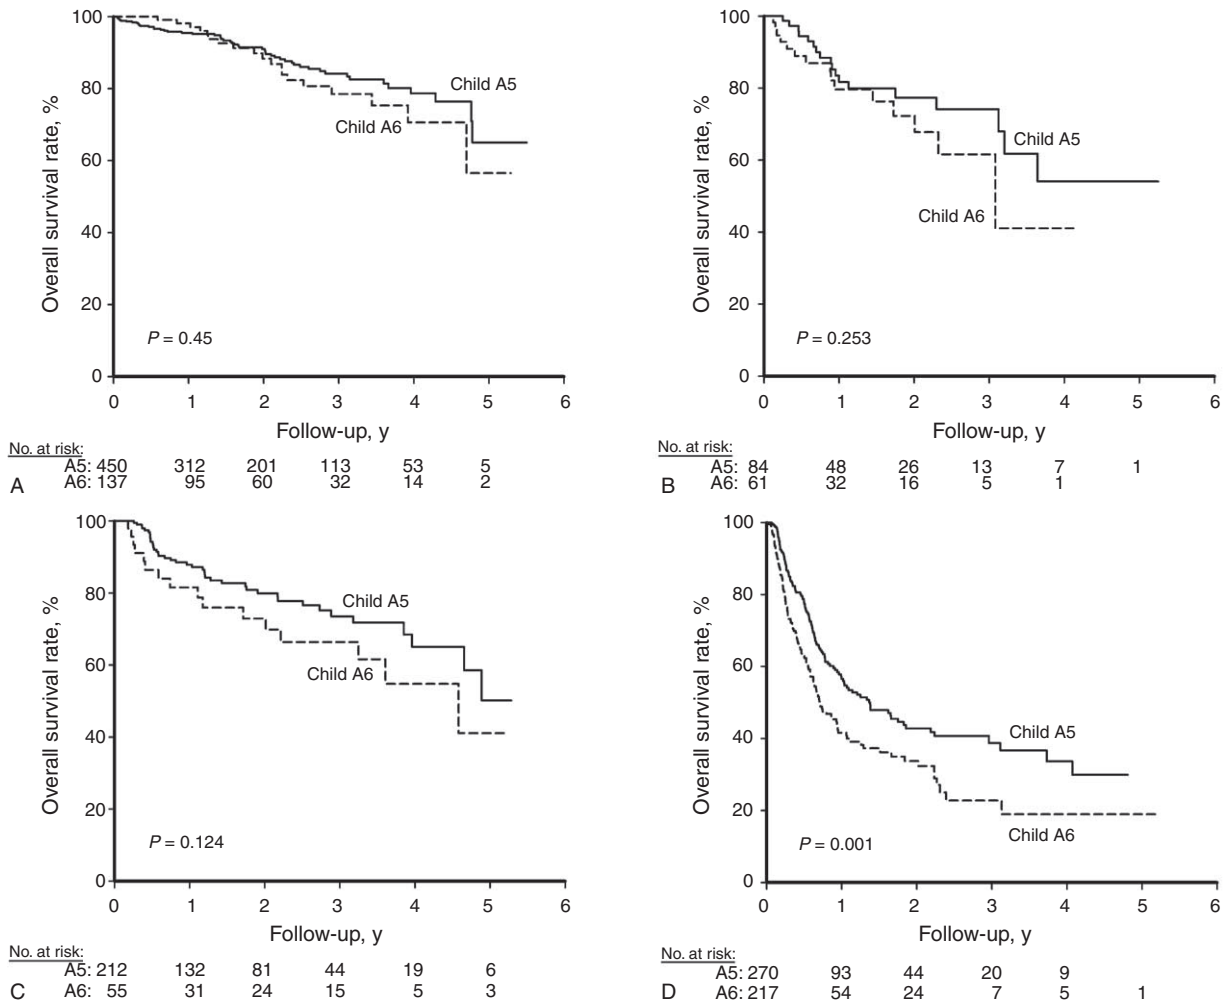 100
80
60
40
20
0
Overall survival rate, %
Child A5
Child A6
P = 0.45
0 1 2 3 4 5 6
Follow-up, y
No. at risk:
A5: 450 312 201 113 53 5
A6: 137 95 60 32 14 2
A
100
80
60
40
20
0
Overall survival rate, %
Child A5
Child A6
P = 0.253
0 1 2 3 4 5 6
Follow-up, y
No. at risk:
A5: 84 48 26 13 7 1
A6: 61 32 16 5 1
B
100
80
60
40
20
0
Overall survival rate, %
Child A5
Child A6
P = 0.124
0 1 2 3 4 5 6
Follow-up, y
No. at risk:
A5: 212 132 81 44 19 6
A6: 55 31 24 15 5 3
C
100
80
60
40
20
0
Overall survival rate, %
Child A5
Child A6
P = 0.001
0 1 2 3 4 5 6
Follow-up, y
No. at risk:
A5: 270 93 44 20 9
A6: 217 54 24 7 5 1
D